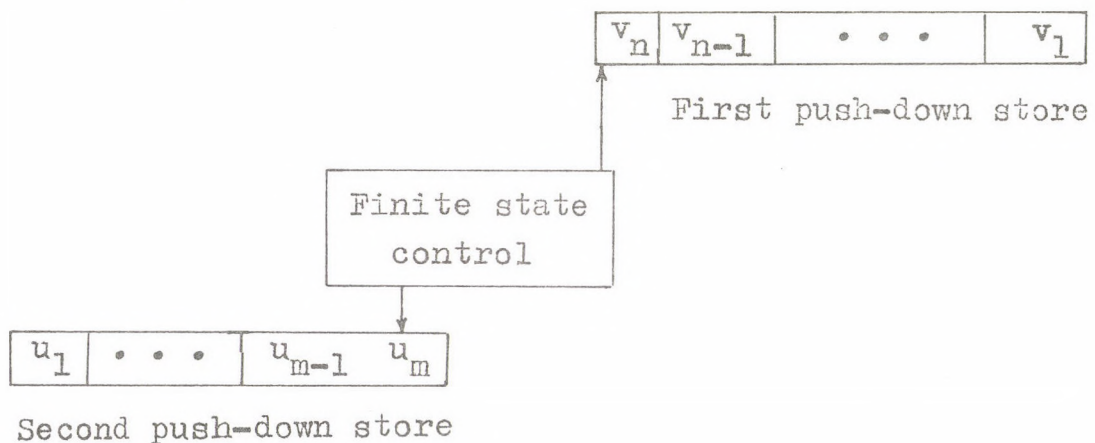 v_n v_{n-1} • • • v_1
First push-down store
Finite state
control
u_1 • • • u_{m-1} u_m
Second push-down store